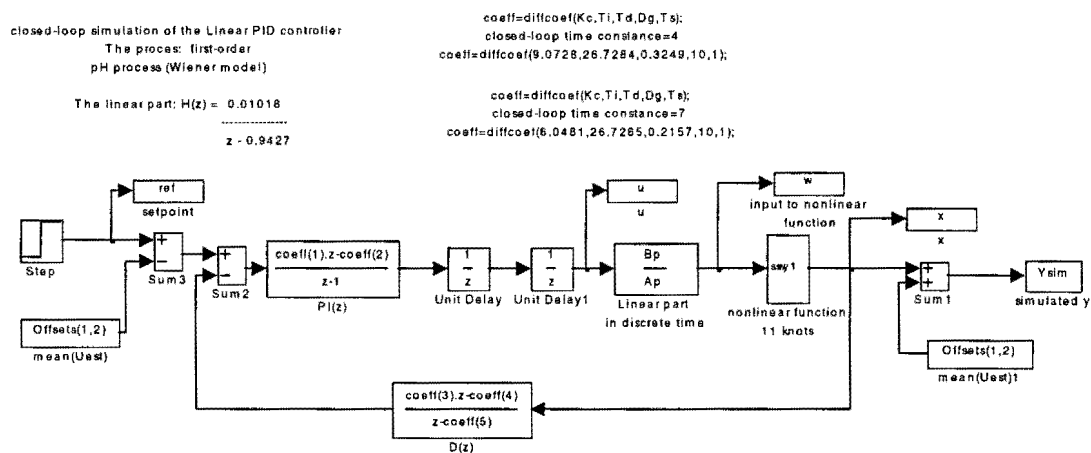 closed-loop simulation of the Linear PID controller
The proces: first-order
pH process (Wiener model)
The linear part: H(z) = 0.01018
z - 0.9427
coeff=diffcoef(Kc,Ti,Td,Dg,Ts);
closed-loop time constance=4
coeff=diffcoef(9.0728,26.7284,0.3249,10,1);
coeff=diffcoef(Kc,Ti,Td,Dg,Ts);
closed-loop time constance=7
coeff=diffcoef(6.0481,26.7285,0.2157,10,1);
ref
setpoint
u
u
w
input to nonlinear
function
x
x
Step
+
−
Sum3
+
−
Sum2
coeff(1).z-coeff(2)
z-1
PI(z)
1
z
Unit Delay
1
z
Unit Delay1
Bp
Ap
Linear part
in discrete time
nonlinear function
11 knots
+
+
Sum1
Ysim
simulated y
Offsets(1,2)
mean(Uest)
Offsets(1,2)
mean(Uest)1
coeff(3).z-coeff(4)
z-coeff(5)
D(z)